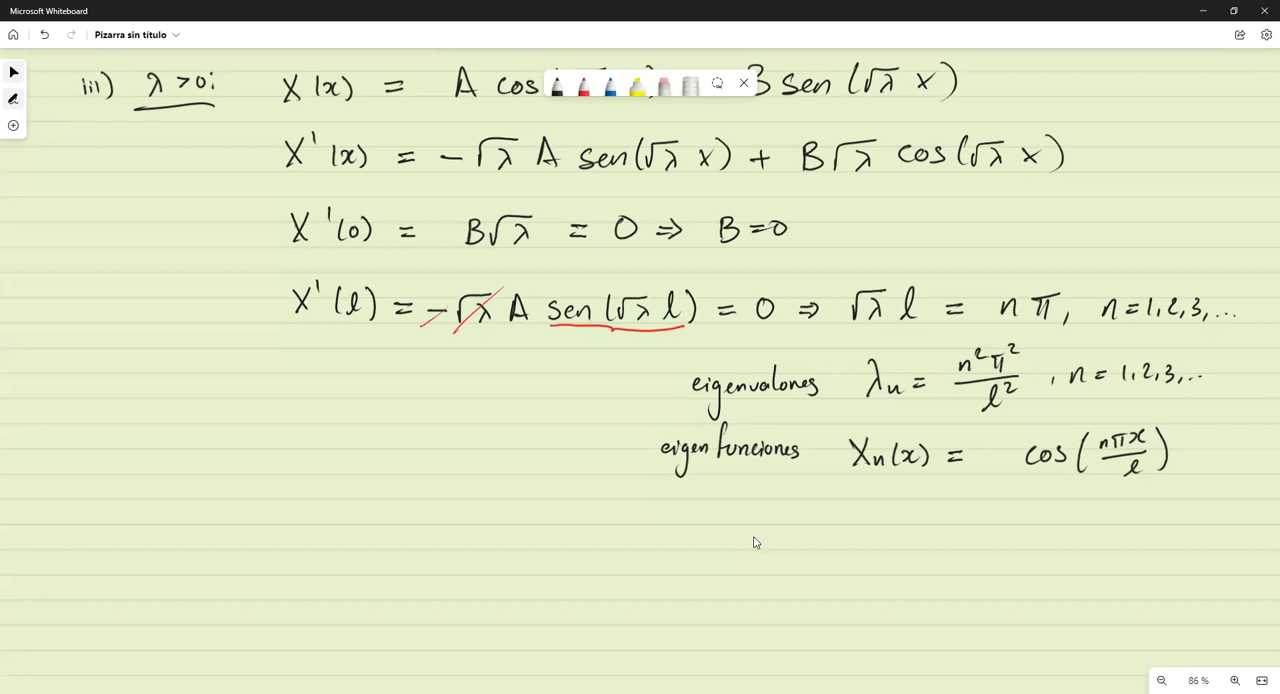 Microsoft Whiteboard
Pizarra sin título
iii) λ > 0: X(x) = A cos B sen(√λ x)
X'(x) = -√λ A sen(√λ x) + B√λ cos(√λ x)
X'(0) = B√λ = 0 ⇒ B = 0
X'(l) = -√λ A sen(√λ l) = 0 ⇒ √λ l = nπ, n = 1, 2, 3, ...
eigenvalores λn = n²π²/l² , n = 1, 2, 3, ..
eigenfunciones Xn(x) = cos(nπx/l)
86 %